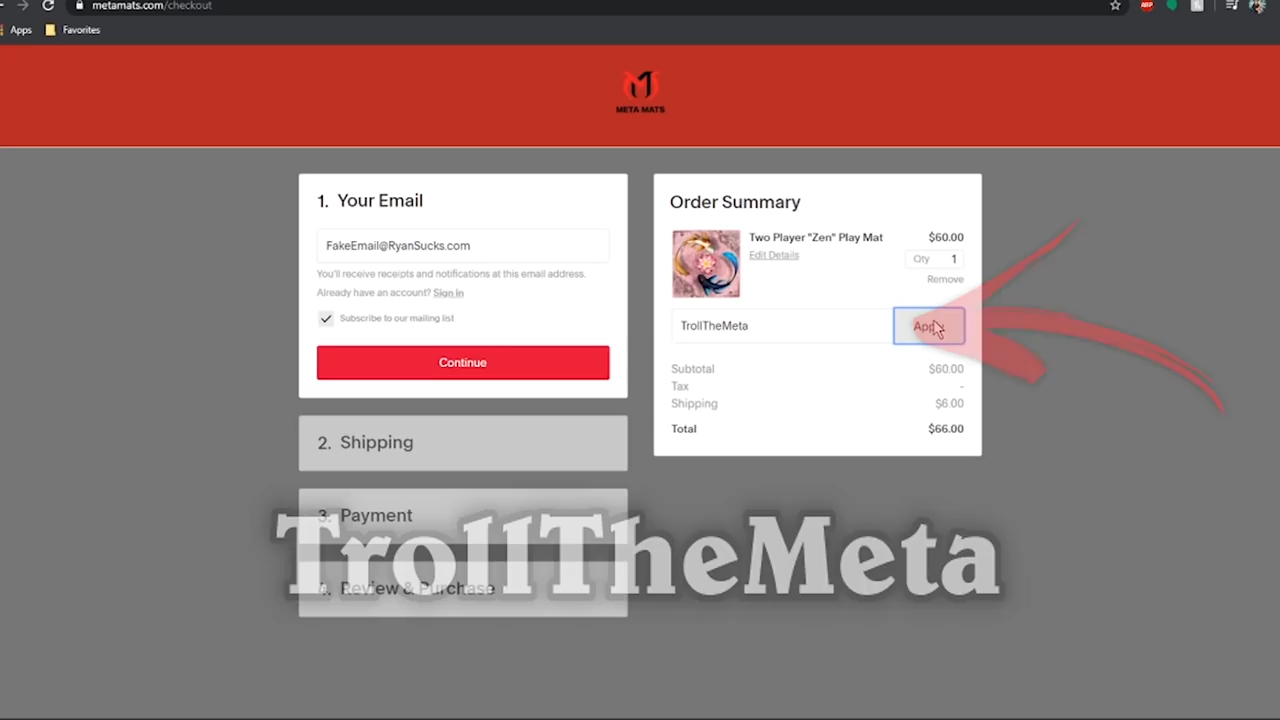 metamats.com/checkout
ABP
Apps
Favorites
META MATS
1. Your Email
FakeEmail@RyanSucks.com
You'll receive receipts and notifications at this email address.
Already have an account? Sign in
Subscribe to our mailing list
Continue
2. Shipping
3. Payment
4. Review & Purchase
Order Summary
Two Player "Zen" Play Mat
$60.00
Edit Details
Qty 1
Remove
TrollTheMeta
Subtotal $60.00
Tax -
Shipping $6.00
Total $66.00
TrollTheMeta